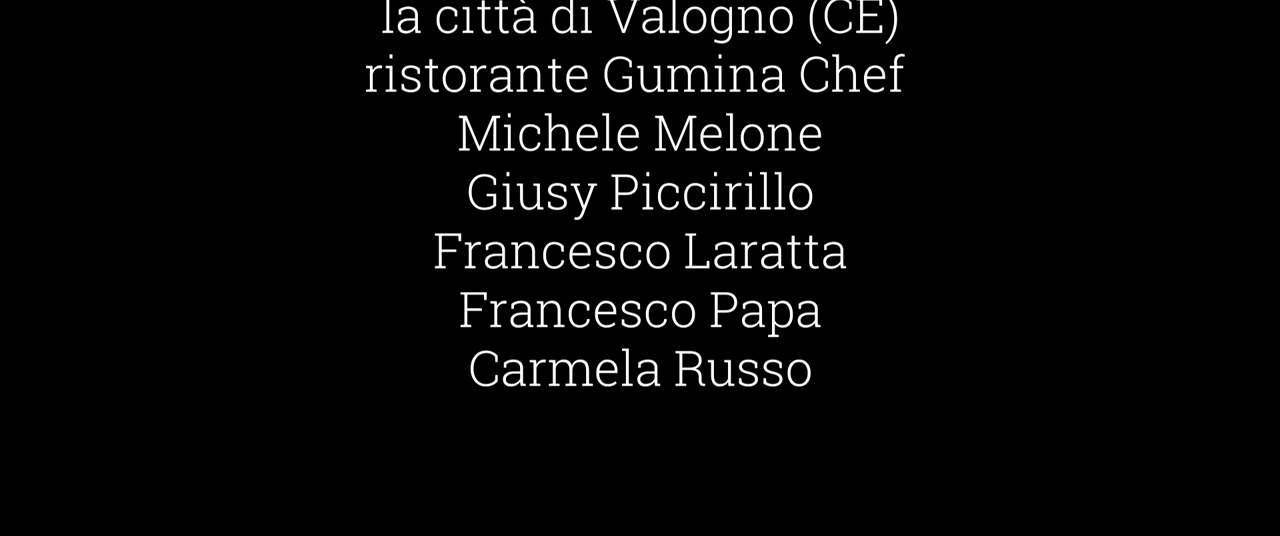 la città di Valogno (CE)
ristorante Gumina Chef
Michele Melone
Giusy Piccirillo
Francesco Laratta
Francesco Papa
Carmela Russo